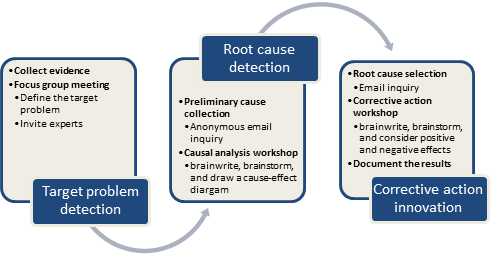 •Collect evidence
•Focus group meeting
•Define the target
problem
•Invite experts
Target problem
detection
Root cause
detection
•Preliminary cause
collection
•Anonymous email
inquiry
•Causal analysis workshop
•brainwrite, brainstorm,
and draw a cause-effect
diargam
•Root cause selection
•Email inquiry
•Corrective action
workshop
•brainwrite, brainstorm,
and consider positive
and negative effects
•Document the results
Corrective action
innovation